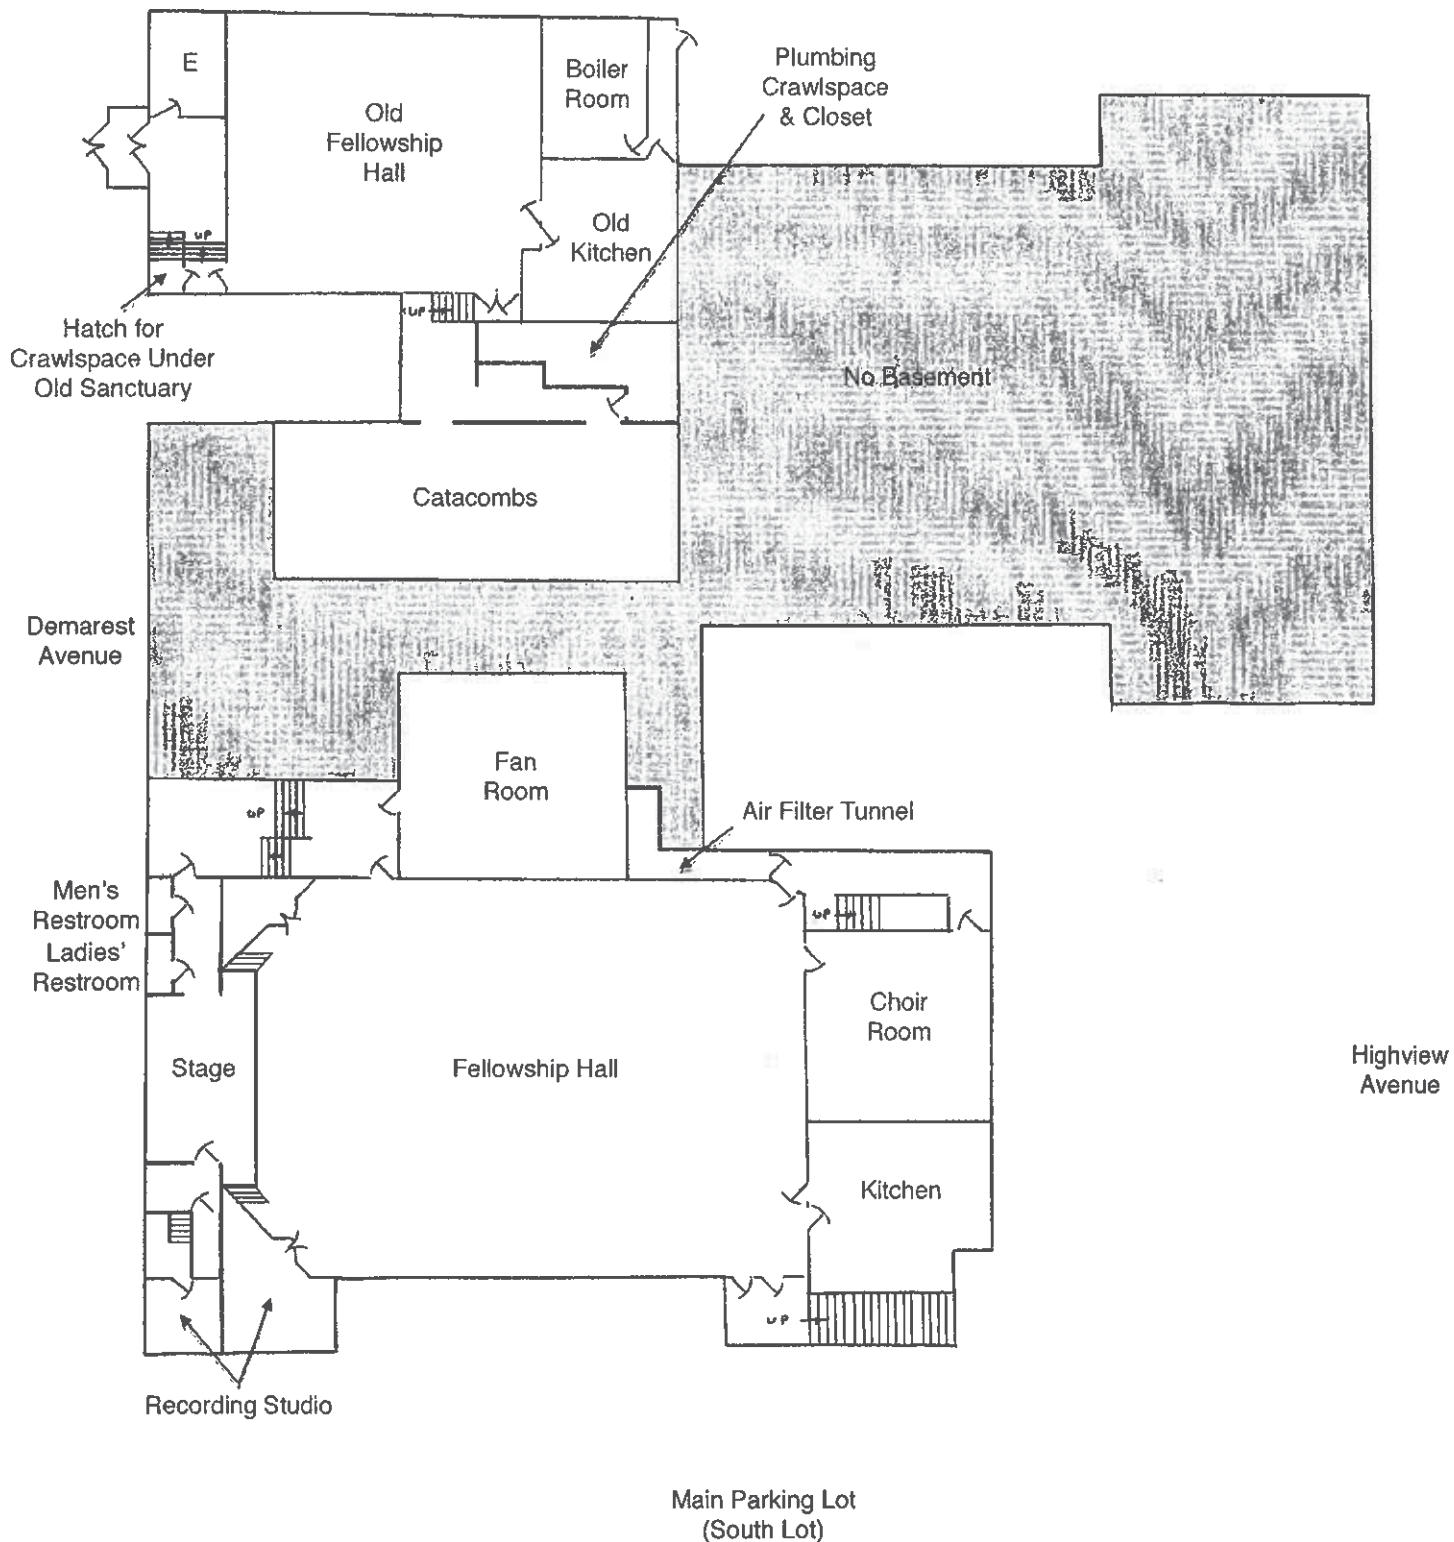 E
Old
Fellowship
Hall
Boiler
Room
Plumbing
Crawlspace
& Closet
Old
Kitchen
UP
UP
Hatch for
Crawlspace Under
Old Sanctuary
No Basement
Catacombs
Demarest
Avenue
Fan
Room
UP
Air Filter Tunnel
Men's
Restroom
Ladies'
Restroom
UP
Choir
Room
Stage
Fellowship Hall
Highview
Avenue
Kitchen
UP
Recording Studio
Main Parking Lot
(South Lot)